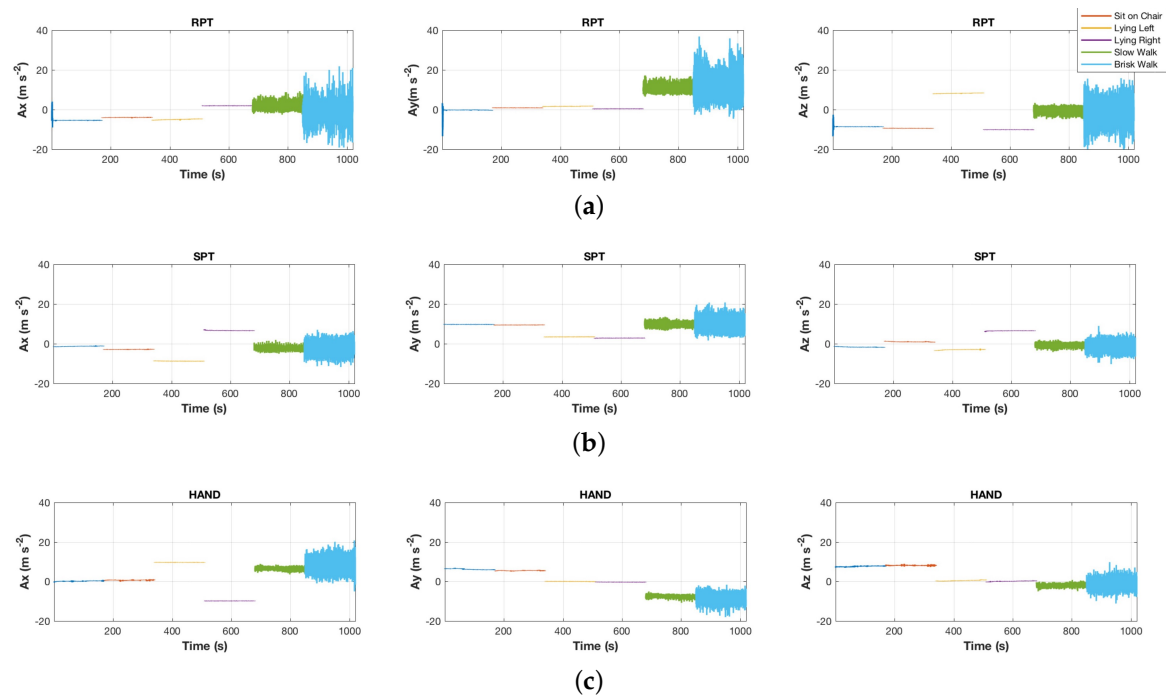 RPT
RPT
RPT
Sit on Chair
Lying Left
Lying Right
Slow Walk
Brisk Walk
Ax (m s-2)
40
20
0
-20
200
400
600
800
1000
Time (s)
Ay(m s-2)
40
20
0
-20
200
400
600
800
1000
Time (s)
Az (m s-2)
40
20
0
-20
200
400
600
800
1000
Time (s)
(a)
SPT
SPT
SPT
Ax (m s-2)
40
20
0
-20
200
400
600
800
1000
Time (s)
Ay (m s-2)
40
20
0
-20
200
400
600
800
1000
Time (s)
Az (m s-2)
40
20
0
-20
200
400
600
800
1000
Time (s)
(b)
HAND
HAND
HAND
Ax (m s-2)
40
20
0
-20
200
400
600
800
1000
Time (s)
Ay (m s-2)
40
20
0
-20
200
400
600
800
1000
Time (s)
Az (m s-2)
40
20
0
-20
200
400
600
800
1000
Time (s)
(c)